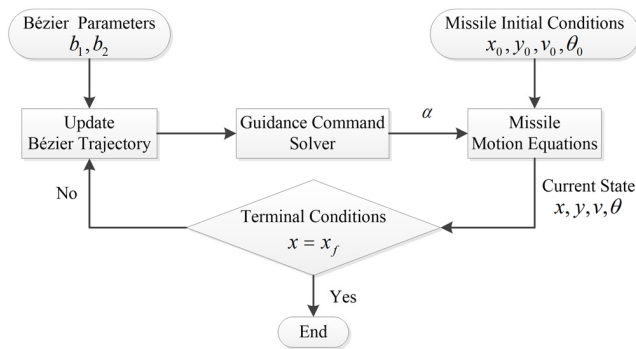 Bézier Parameters
b₁, b₂
Missile Initial Conditions
x₀, y₀, v₀, θ₀
Update
Bézier Trajectory
Guidance Command
Solver
α
Missile
Motion Equations
No
Terminal Conditions
x = x_f
Current State
x, y, v, θ
Yes
End